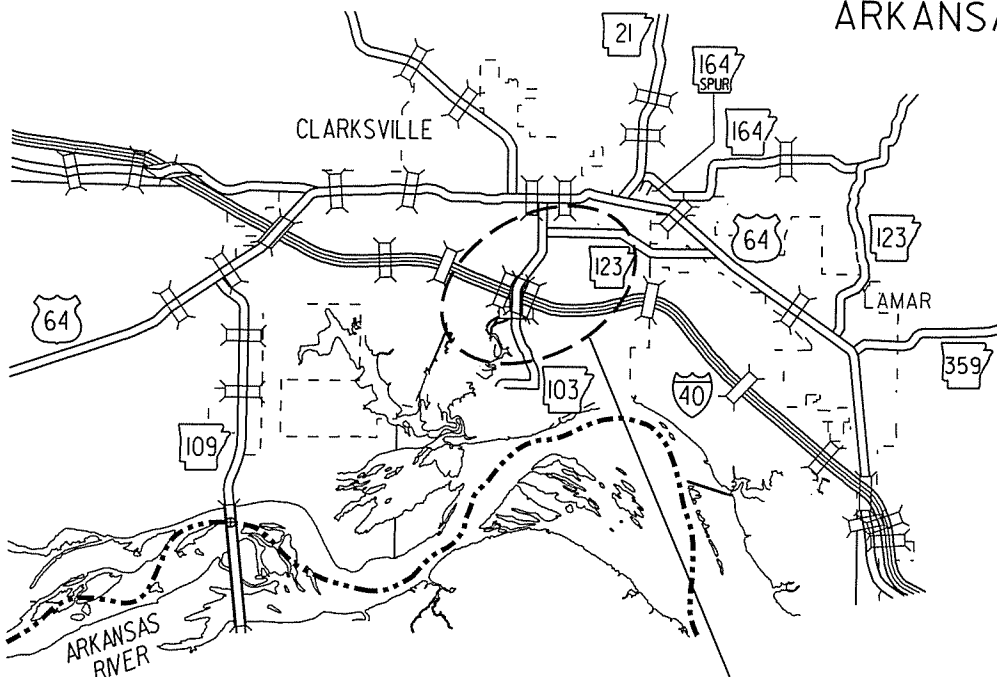 ARKANSA
21
164
SPUR
164
CLARKSVILLE
64
123
123
LAMAR
64
359
103
40
109
ARKANSAS
RIVER